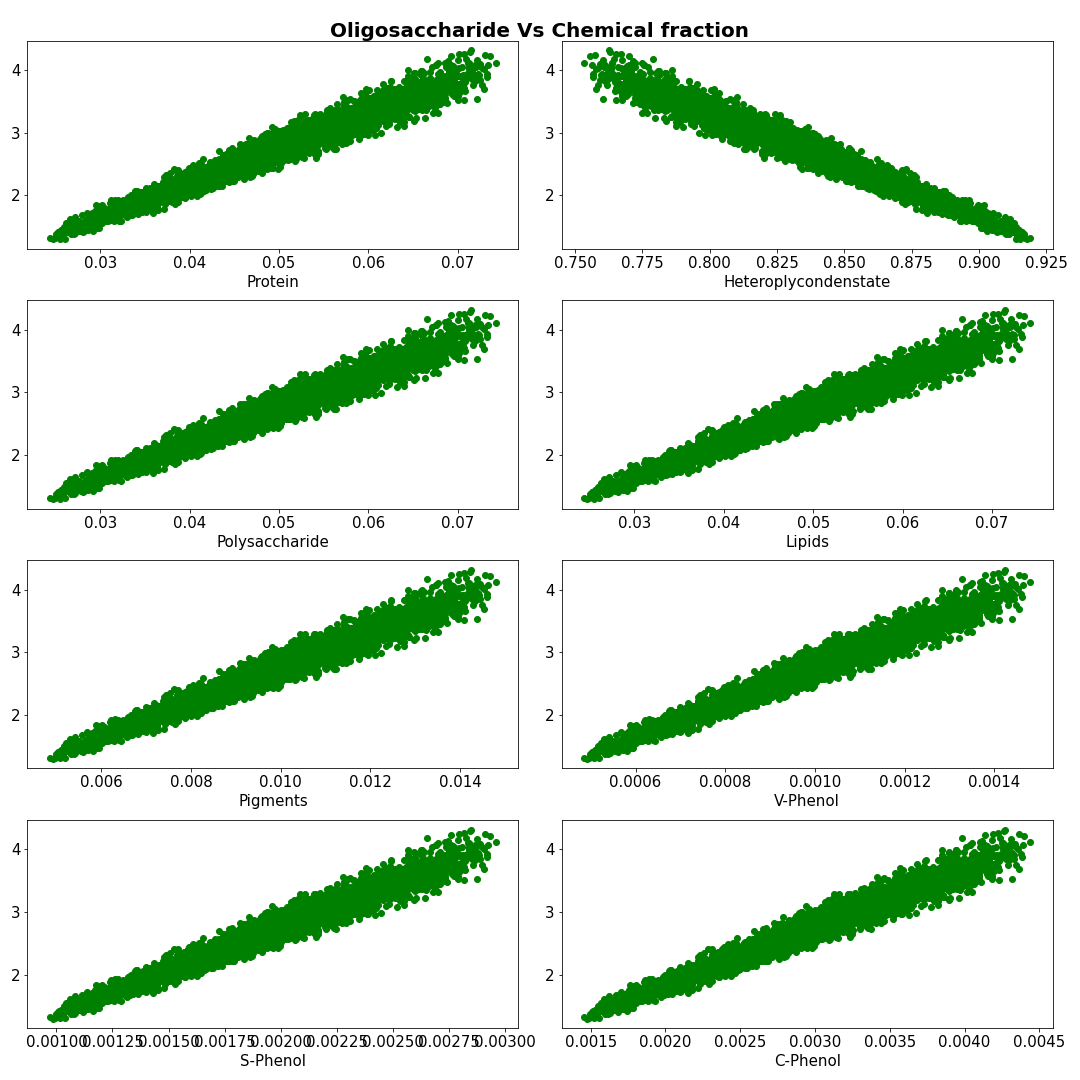 Oligosaccharide Vs Chemical fraction
4
3
2
0.03 0.04 0.05 0.06 0.07
Protein
4
3
2
0.750 0.775 0.800 0.825 0.850 0.875 0.900 0.925
Heteroplycondenstate
4
3
2
0.03 0.04 0.05 0.06 0.07
Polysaccharide
4
3
2
0.03 0.04 0.05 0.06 0.07
Lipids
4
3
2
0.006 0.008 0.010 0.012 0.014
Pigments
4
3
2
0.0006 0.0008 0.0010 0.0012 0.0014
V-Phenol
4
3
2
0.00100 0.00125 0.00150 0.00175 0.00200 0.00225 0.00250 0.00275 0.00300
S-Phenol
4
3
2
0.0015 0.0020 0.0025 0.0030 0.0035 0.0040 0.0045
C-Phenol